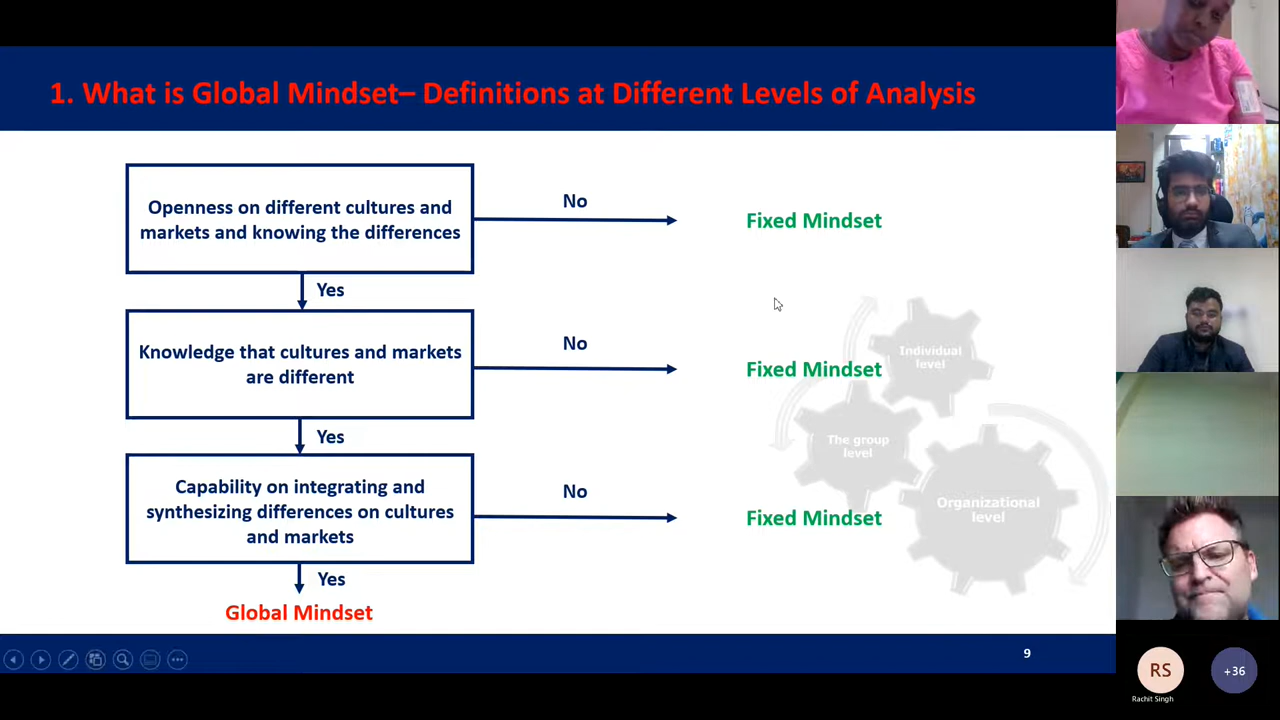 1. What is Global Mindset– Definitions at Different Levels of Analysis
Openness on different cultures and
markets and knowing the differences
No
Fixed Mindset
Yes
Knowledge that cultures and markets
are different
No
Fixed Mindset
Individual
level
Yes
The group
level
Capability on integrating and
synthesizing differences on cultures
and markets
No
Fixed Mindset
Organizational
level
Yes
Global Mindset
9
RS
Rachit Singh
+36